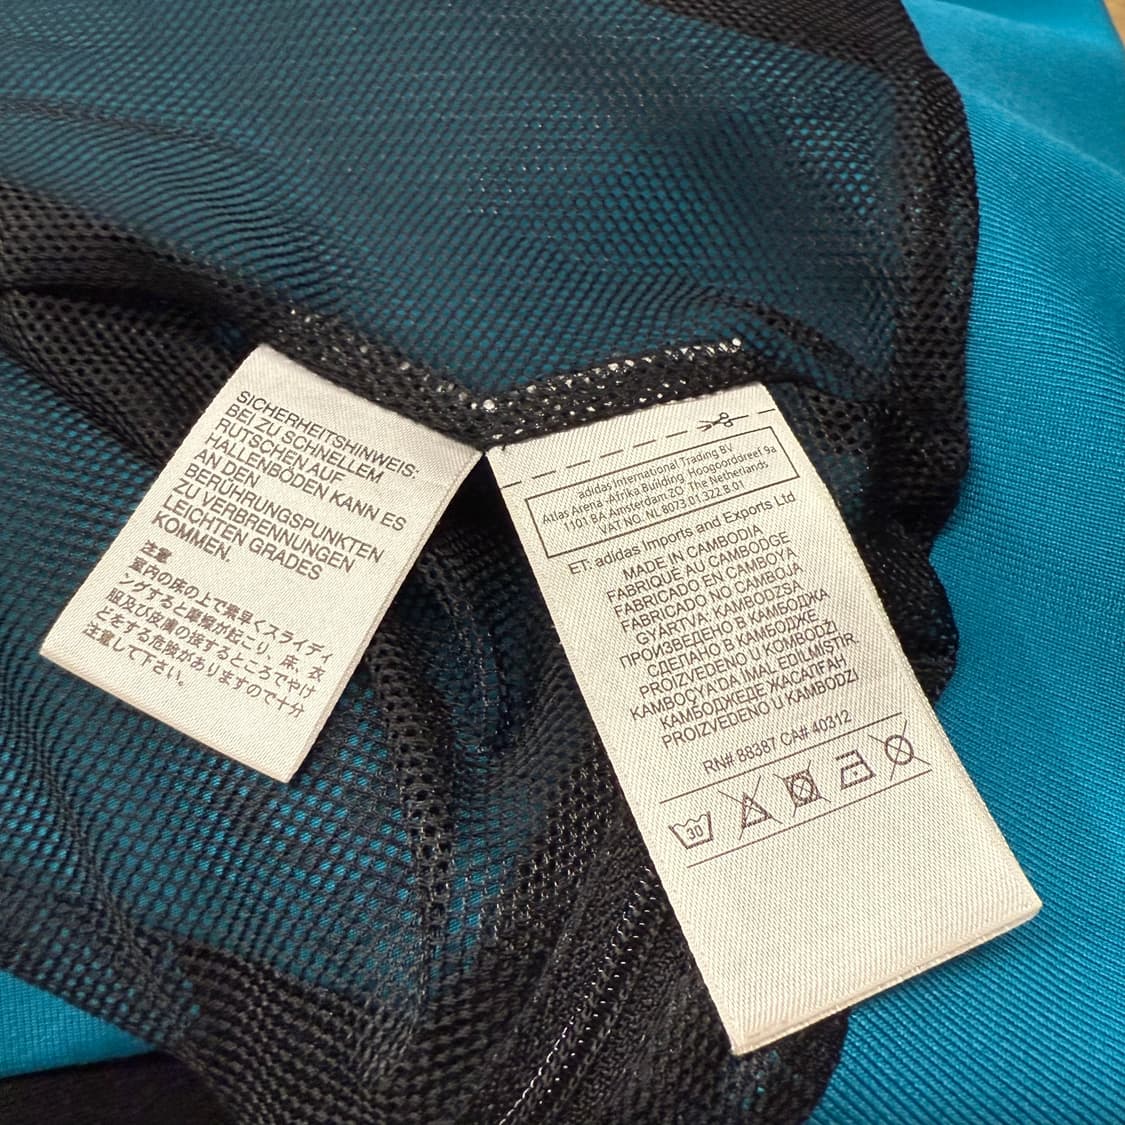 SICHERHEITSHINWEIS:
BEI ZU SCHNELLEM
RUTSCHEN AUF
HALLENBÖDEN KANN ES
AN DEN
BERÜHRUNGSPUNKTEN
ZU VERBRENNUNGEN
LEICHTEN GRADES
KOMMEN.
注意
室内の床の上で素早くスライディ
ングすると摩擦が起こり、床、衣
服及び皮膚の接するところでやけ
どをする危険がありますので十分
注意して下さい。
adidas International Trading BV
Atlas Arena -Afrika Building Hoogoorddreef 9a
1101 BA Amsterdam ZO The Netherlands
VAT NO. NL 8073.01.322.B.01
ET: adidas Imports and Exports Ltd
MADE IN CAMBODIA
FABRIQUÉ AU CAMBODGE
FABRICADO EN CAMBOYA
FABRICADO NO CAMBOJA
GYÁRTVA: KAMBODZSA
ПРОИЗВЕДЕНО В КАМБОДЖА
СДЕЛАНО В КАМБОДЖЕ
PROIZVEDENO U KOMBODŽI
KAMBOCYA'DA IMAL EDILMISTIR.
КАМБОДЖЕДЕ ЖАСАЛҒАН
PROIZVEDENO U KAMBODŽI
RN# 88387 CA# 40312
30